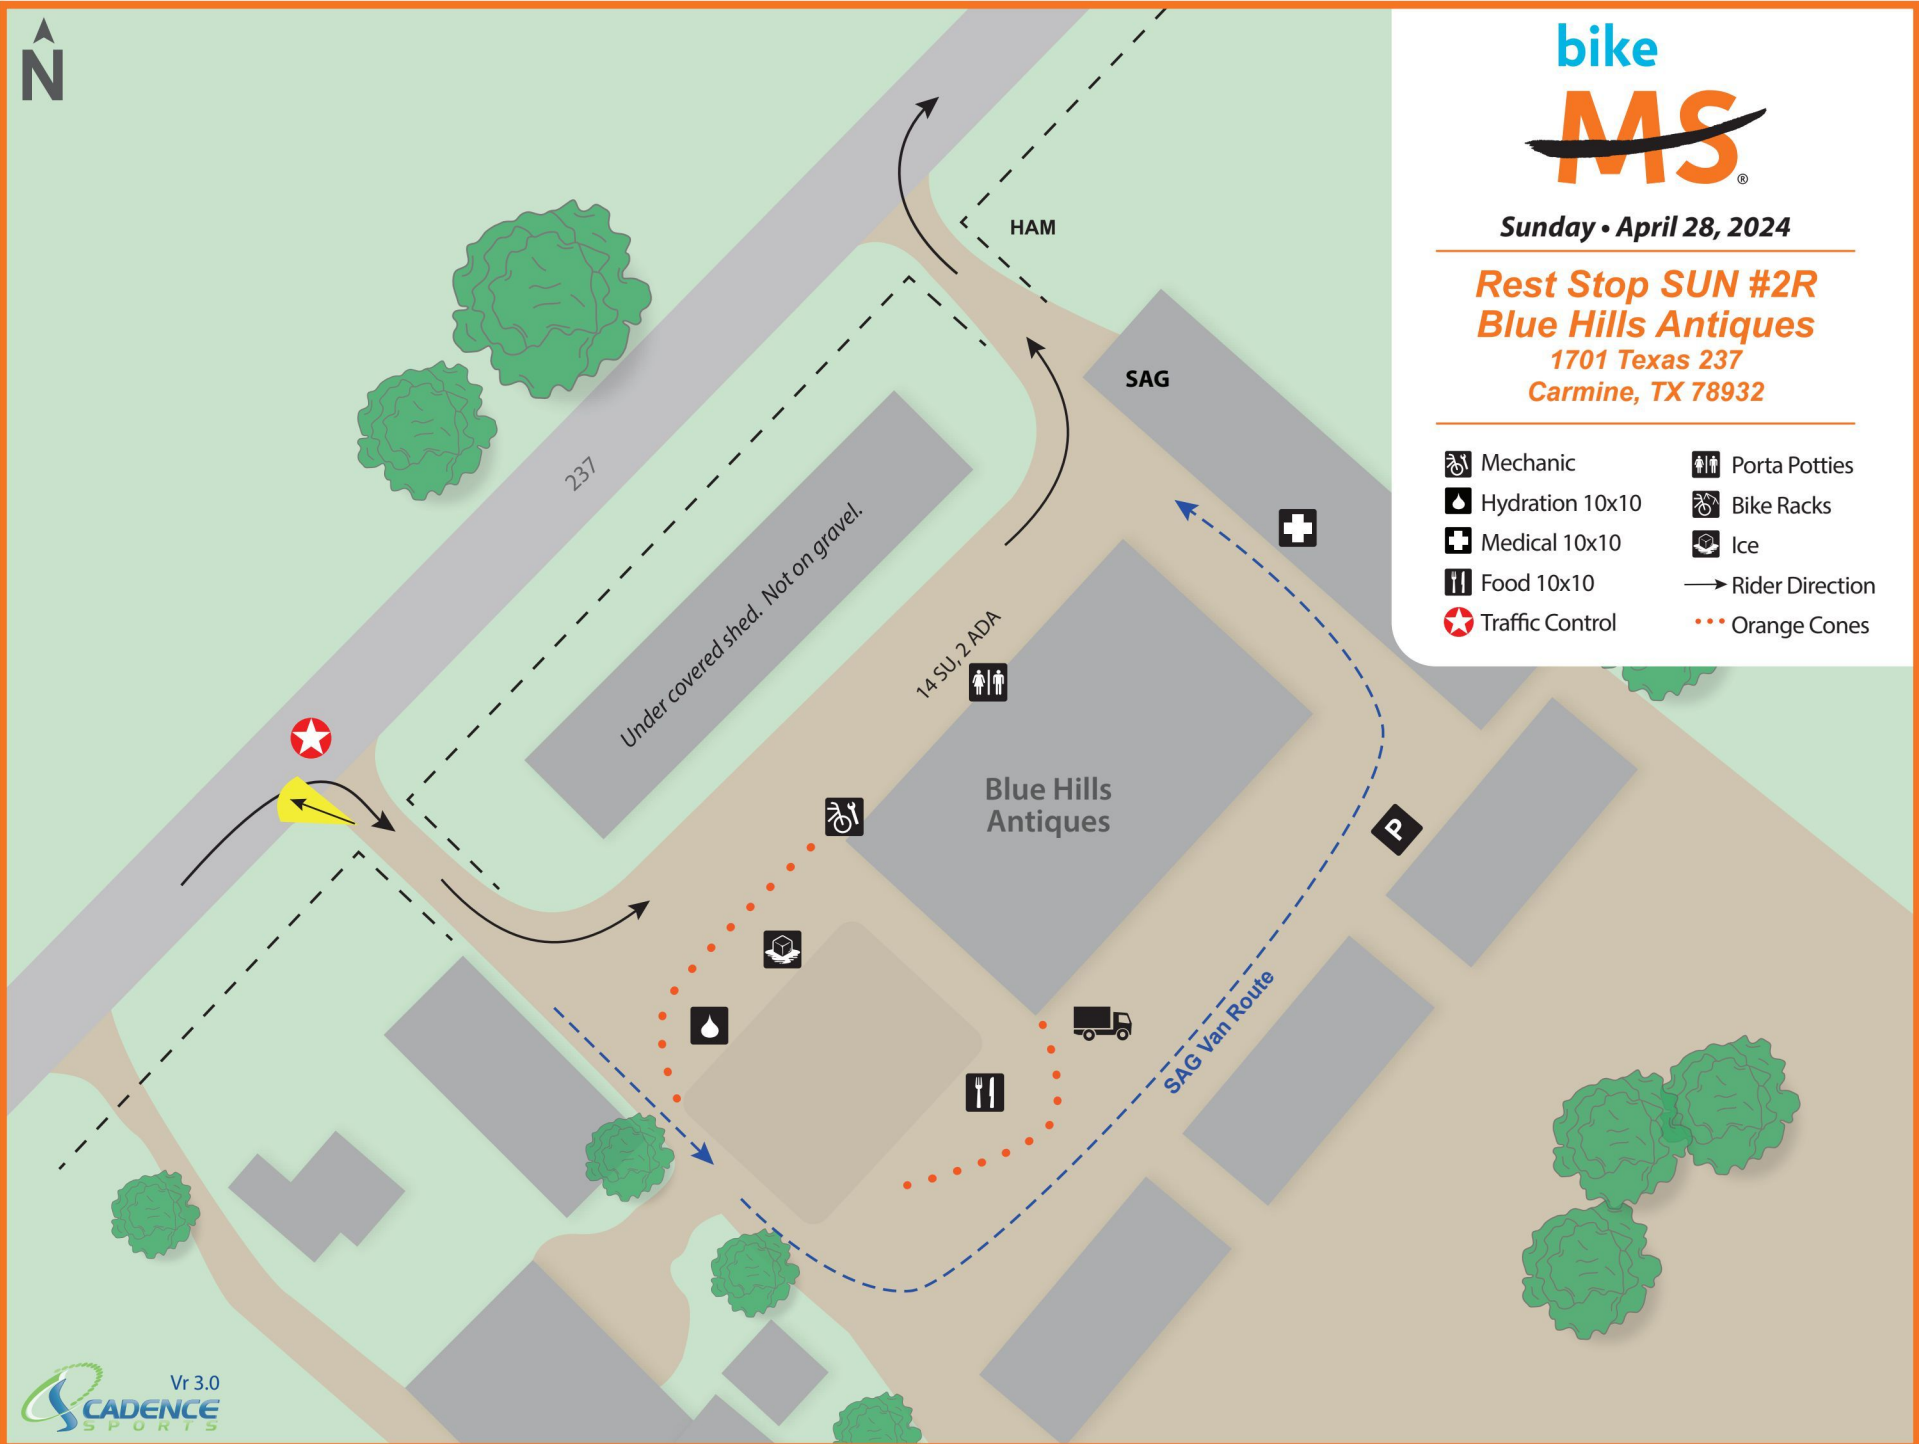 N
bike
MS®
Sunday • April 28, 2024
Rest Stop SUN #2R
Blue Hills Antiques
1701 Texas 237
Carmine, TX 78932
Mechanic
Hydration 10x10
Medical 10x10
Food 10x10
Traffic Control
Porta Potties
Bike Racks
Ice
Rider Direction
Orange Cones
HAM
SAG
237
Under covered shed. Not on gravel.
14 SU, 2 ADA
Blue Hills
Antiques
P
SAG Van Route
Vr 3.0
CADENCE
SPORTS